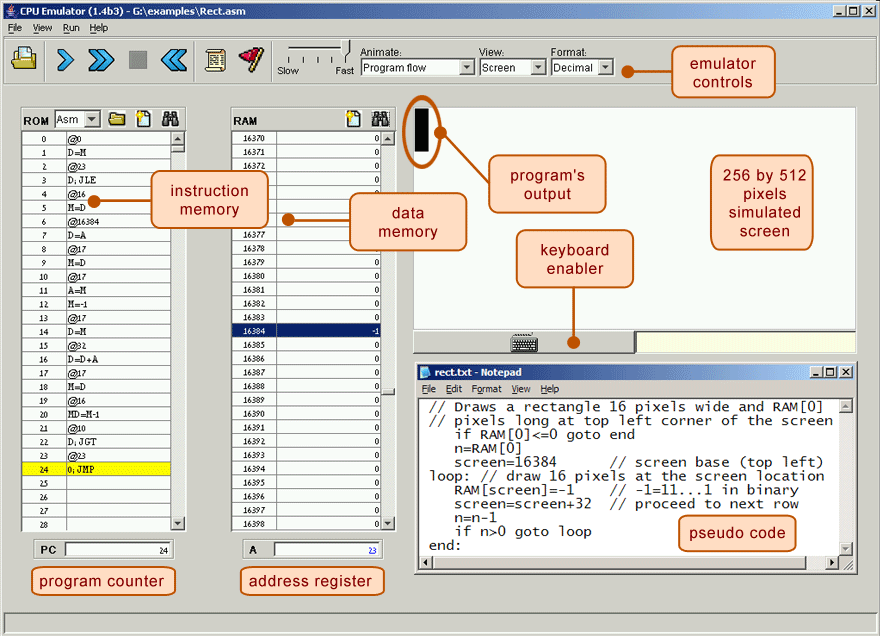 CPU Emulator (1.4b3) - G:\examples\Rect.asm
File View Run Help
Slow Fast
Animate:
Program flow
View:
Screen
Format:
Decimal
emulator
controls
ROM Asm
0 @0
1 D=M
2 @23
3 D;JLE
4 @16
5 M=D
6 @16384
7 D=A
8 @17
9 M=D
10 @17
11 A=M
12 M=-1
13 @17
14 D=M
15 @32
16 D=D+A
17 @17
18 M=D
19 @16
20 MD=M-1
21 @10
22 D;JGT
23 @23
24 0;JMP
25
26
27
28
PC 24
program counter
instruction
memory
RAM
16370 0
16371 0
16372 0
0
16377
16378 0
16379 0
16380 0
16381 0
16382 0
16383 0
16384 -1
16385 0
16386 0
16387 0
16388 0
16389 0
16390 0
16391 0
16392 0
16393 0
16394 0
16395 0
16396 0
16397 0
16398 0
A 23
address register
data
memory
program's
output
256 by 512
pixels
simulated
screen
keyboard
enabler
rect.txt - Notepad
File Edit Format View Help
// Draws a rectangle 16 pixels wide and RAM[0]
// pixels long at top left corner of the screen
if RAM[0]<=0 goto end
n=RAM[0]
screen=16384 // screen base (top left)
loop: // draw 16 pixels at the screen location
RAM[screen]=-1 // -1=11...1 in binary
screen=screen+32 // proceed to next row
n=n-1
if n>0 goto loop
end:
pseudo code